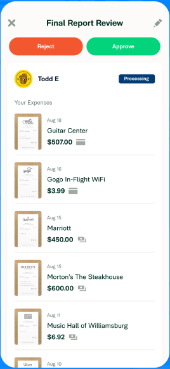 Final Report Review
Reject
Approve
Todd E
Processing
Your Expenses
Aug 18
Guitar Center
$507.00
Aug 16
Gogo In-Flight WiFi
$3.99
Aug 15
Marriott
$450.00
Aug 15
Morton's The Steakhouse
$600.00
Aug 11
Music Hall of Williamsburg
$6.92
Aug 10